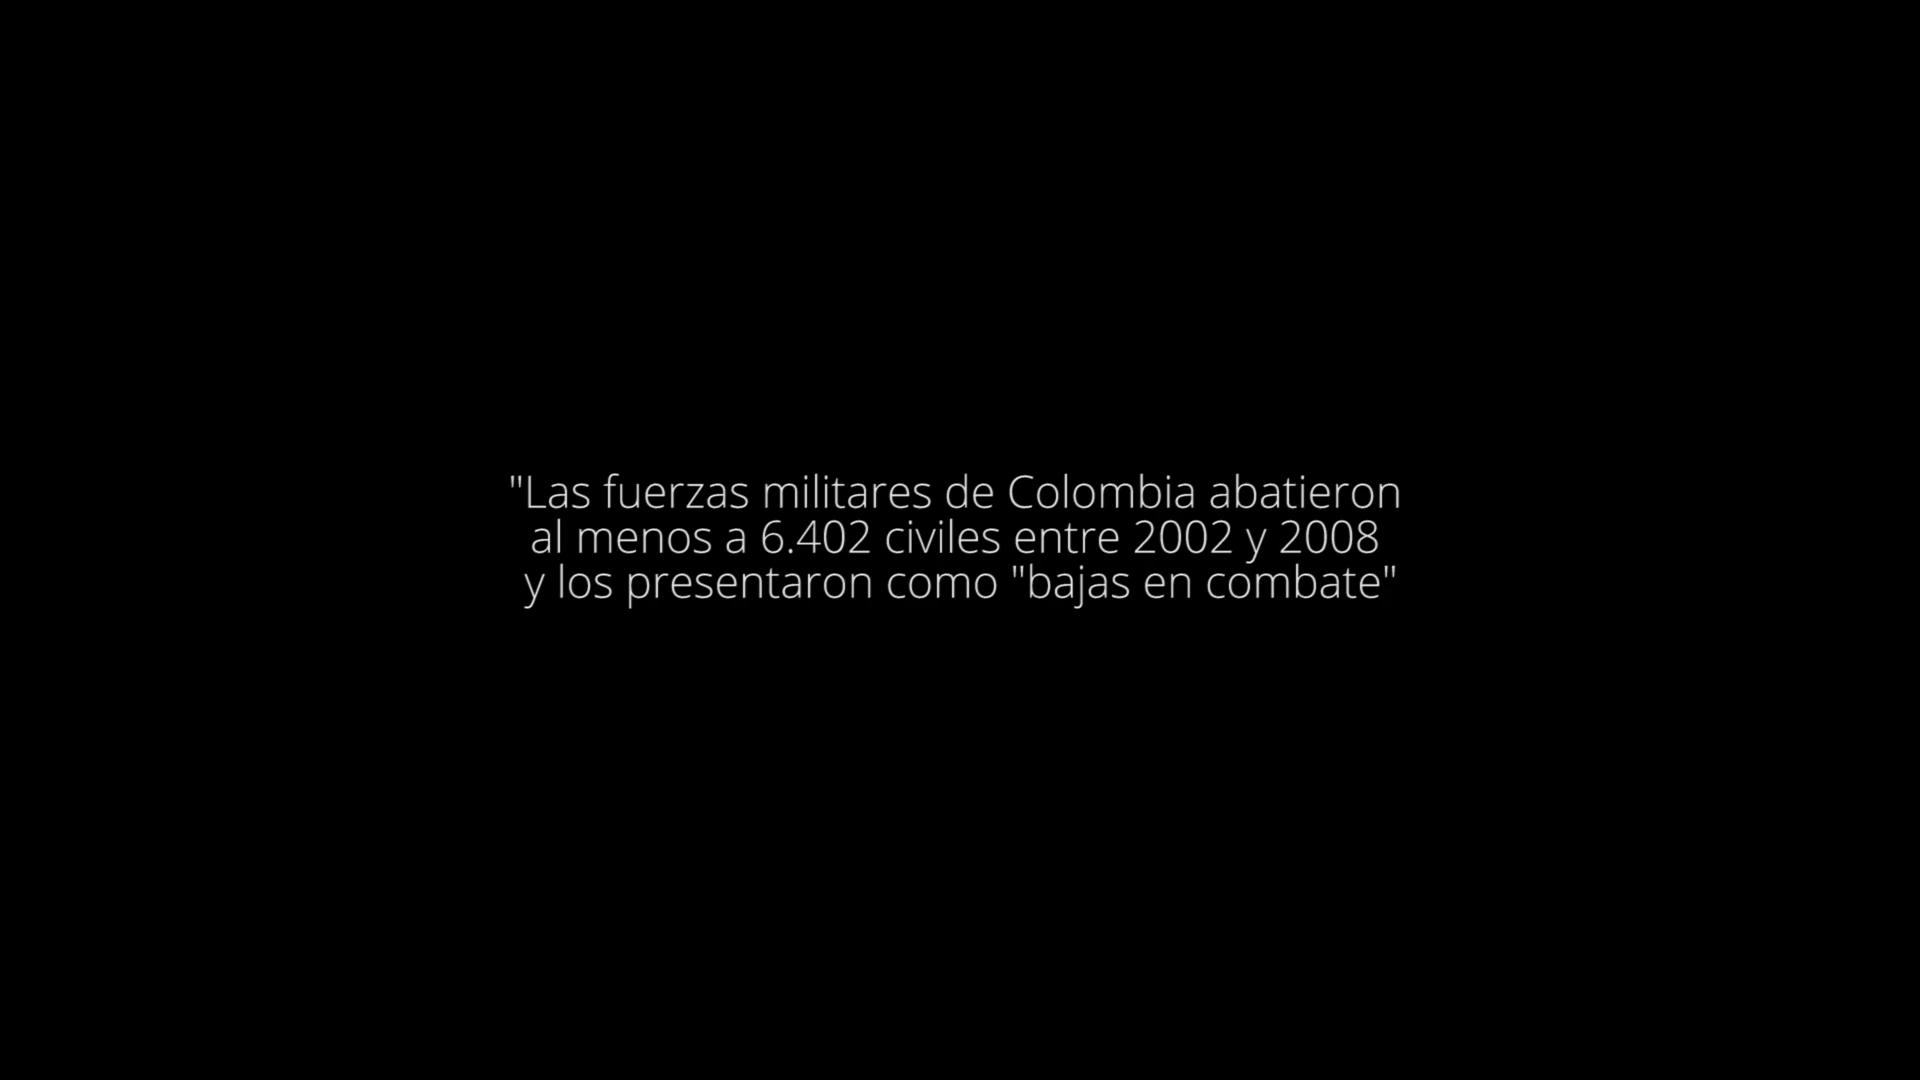 "Las fuerzas militares de Colombia abatieron
al menos a 6.402 civiles entre 2002 y 2008
y los presentaron como "bajas en combate"